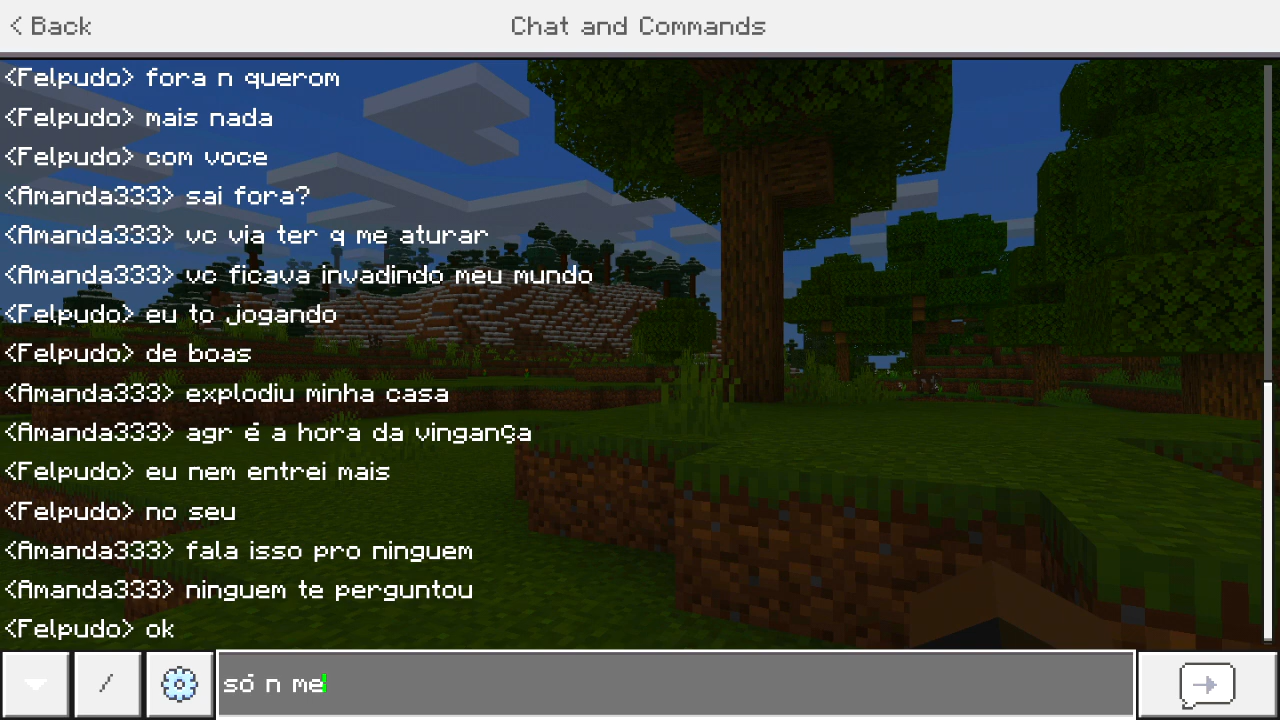 < Back
Chat and Commands
<Felpudo> fora n querom
<Felpudo> mais nada
<Felpudo> com voce
<Amanda333> sai fora?
<Amanda333> vc via ter q me aturar
<Amanda333> vc ficava invadindo meu mundo
<Felpudo> eu to jogando
<Felpudo> de boas
<Amanda333> explodiu minha casa
<Amanda333> agr é a hora da vingança
<Felpudo> eu nem entrei mais
<Felpudo> no seu
<Amanda333> fala isso pro ninguem
<Amanda333> ninguem te perguntou
<Felpudo> ok
/
só n me